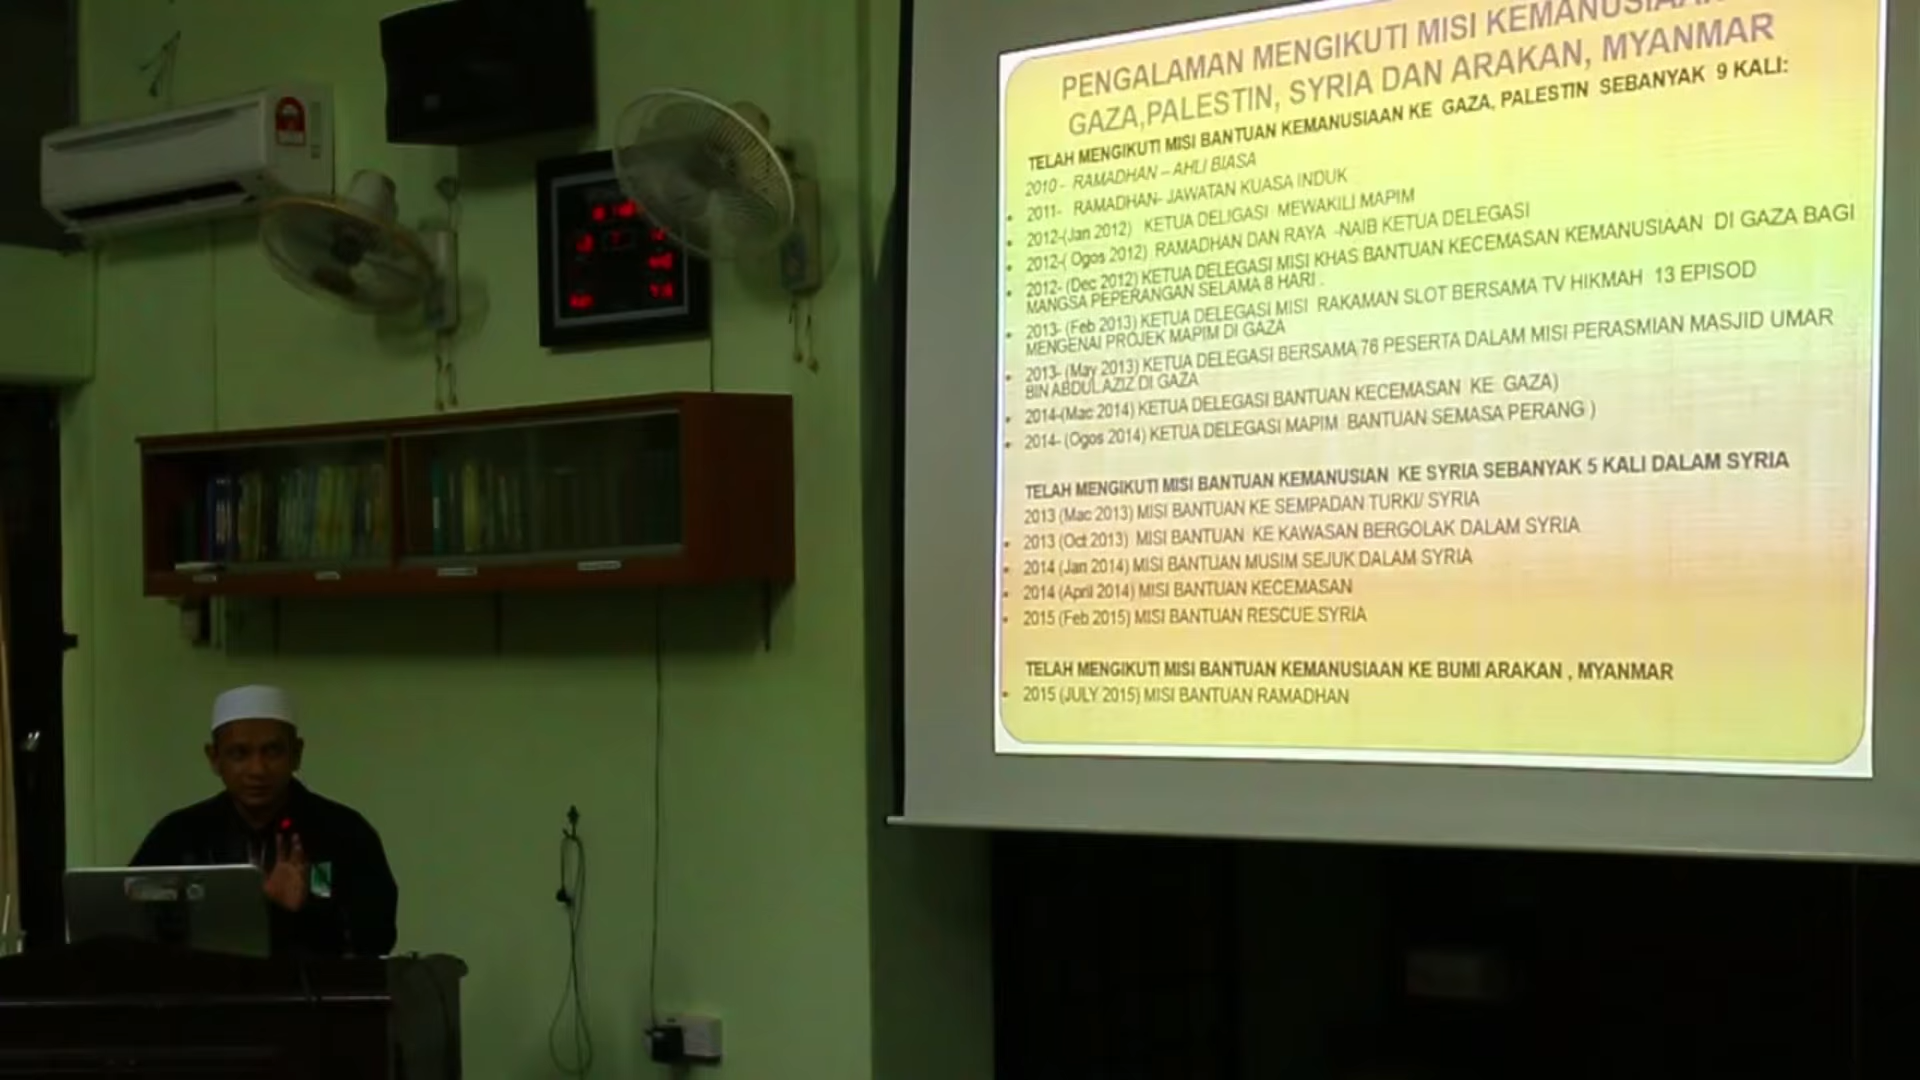 PENGALAMAN MENGIKUTI MISI KEMANUSIAAN
GAZA,PALESTIN, SYRIA DAN ARAKAN, MYANMAR
TELAH MENGIKUTI MISI BANTUAN KEMANUSIAAN KE GAZA, PALESTIN SEBANYAK 9 KALI:
2010 - RAMADHAN – AHLI BIASA
• 2011- RAMADHAN- JAWATAN KUASA INDUK
• 2012-(Jan 2012) KETUA DELIGASI MEWAKILI MAPIM
• 2012-( Ogos 2012) RAMADHAN DAN RAYA -NAIB KETUA DELEGASI
• 2012- (Dec 2012) KETUA DELEGASI MISI KHAS BANTUAN KECEMASAN KEMANUSIAAN DI GAZA BAGI
MANGSA PEPERANGAN SELAMA 8 HARI .
• 2013- (Feb 2013) KETUA DELEGASI MISI RAKAMAN SLOT BERSAMA TV HIKMAH 13 EPISOD
MENGENAI PROJEK MAPIM DI GAZA
• 2013- (May 2013) KETUA DELEGASI BERSAMA 76 PESERTA DALAM MISI PERASMIAN MASJID UMAR
BIN ABDUL AZIZ DI GAZA
• 2014-(Mac 2014) KETUA DELEGASI BANTUAN KECEMASAN KE GAZA)
• 2014- (Ogos 2014) KETUA DELEGASI MAPIM BANTUAN SEMASA PERANG )
TELAH MENGIKUTI MISI BANTUAN KEMANUSIAN KE SYRIA SEBANYAK 5 KALI DALAM SYRIA
2013 (Mac 2013) MISI BANTUAN KE SEMPADAN TURKI/ SYRIA
• 2013 (Oct 2013) MISI BANTUAN KE KAWASAN BERGOLAK DALAM SYRIA
• 2014 (Jan 2014) MISI BANTUAN MUSIM SEJUK DALAM SYRIA
• 2014 (April 2014) MISI BANTUAN KECEMASAN
• 2015 (Feb 2015) MISI BANTUAN RESCUE SYRIA
TELAH MENGIKUTI MISI BANTUAN KEMANUSIAAN KE BUMI ARAKAN , MYANMAR
• 2015 (JULY 2015) MISI BANTUAN RAMADHAN